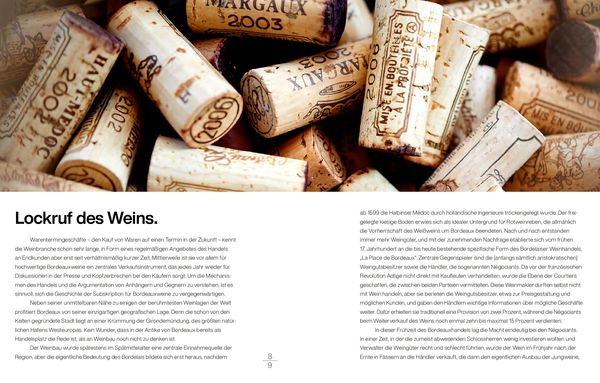 MARGAUX
2003
HAUT-MEDOC
2002
2002
MARGAUX
2006
MIS EN BOUTEILLE
A LA PROPRIÉTÉ
MIS EN BOUTEILLES
Lockruf des Weins.
Warentermingeschäfte – den Kauf von Waren auf einen Termin in der Zukunft – kennt
die Weinbranche schon sehr lange, in Form eines regelmäßigen Angebotes des Handels
an Endkunden aber erst seit verhältnismäßig kurzer Zeit. Mittlerweile ist sie vor allem für
hochwertige Bordeauxweine ein zentrales Verkaufsinstrument, das jedes Jahr wieder für
Diskussionen in der Presse und Kopfzerbrechen bei den Käufern sorgt. Um die Mechanis-
men des Handels und die Argumentation von Anhängern und Gegnern zu verstehen, ist es
sinnvoll, sich die Geschichte der Subskription für Bordeauxweine zu vergegenwärtigen.
Neben seiner unmittelbaren Nähe zu einigen der berühmtesten Weinlagen der Welt
profitiert Bordeaux von seiner einzigartigen geografischen Lage. Denn die schon von den
Kelten gegründete Stadt liegt an einer Krümmung der Girondemündung, des größten natür-
lichen Hafens Westeuropas. Kein Wunder, dass in der Antike von Bordeaux bereits als
Handelsplatz die Rede ist, als an Weinbau noch nicht zu denken ist.
Der Weinbau wurde spätestens im Spätmittelalter eine zentrale Einnahmequelle der
Region, aber die eigentliche Bedeutung des Bordelais bildete sich erst heraus, nachdem
8
9
ab 1599 die Halbinsel Médoc durch holländische Ingenieure trockengelegt wurde. Der frei-
gelegte kiesige Boden erwies sich als idealer Untergrund für Rotweinreben, die allmählich
die Vorherrschaft des Weißweins um Bordeaux beendeten. Nach und nach entstanden
immer mehr Weingüter, und mit der zunehmenden Nachfrage etablierte sich vom frühen
17. Jahrhundert an die bis heute bestehende spezifische Form des Bordelaiser Weinhandels,
„La Place de Bordeaux“. Zentrale Gegenspieler sind die (anfangs sämtlich aristokratischen)
Weingutsbesitzer sowie die Händler, die sogenannten Négociants. Da vor der französischen
Revolution Adlige nicht direkt mit Kaufleuten verhandelten, wurde die Ebene der Courtiers
geschaffen, die zwischen beiden Parteien vermitteln. Diese Weinmakler durften selbst nicht
mit Wein handeln, aber sie berieten die Weingutsbesitzer, etwa zur Preisgestaltung und
möglichen Kunden, und gaben den Händlern wichtige Informationen über mögliche Geschäfte
weiter. Dafür erhielten sie traditionell eine Provision von zwei Prozent, während die Négociants
beim Weiterverkauf des Weins noch einmal zehn bis maximal 15 Prozent verdienten.
In dieser Frühzeit des Bordeauxhandels lag die Macht eindeutig bei den Négociants.
In einer Zeit, in der die zumeist abwesenden Schlossherren wenig investieren wollten und
Verwalter die Weingüter recht und schlecht führten, wurde der Wein im Frühjahr nach der
Ernte in Fässern an die Händler verkauft, die dann den eigentlichen Ausbau der Jungweine,